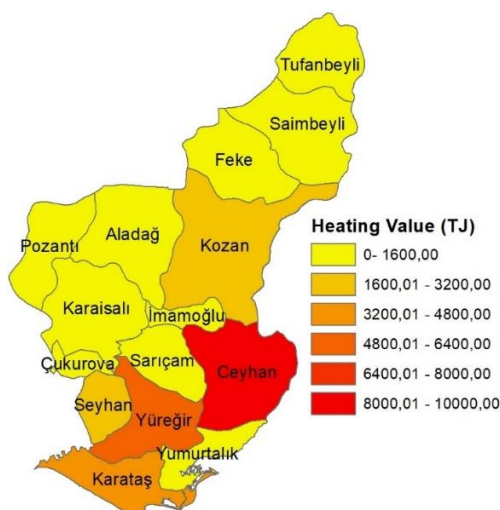 Tufanbeyli
Saimbeyli
Feke
Kozan
Aladağ
Pozantı
Karaisalı
İmamoğlu
Çukurova
Sarıçam
Ceyhan
Seyhan
Yüreğir
Yumurtalık
Karataş
Heating Value (TJ)
0- 1600,00
1600,01 - 3200,00
3200,01 - 4800,00
4800,01 - 6400,00
6400,01 - 8000,00
8000,01 - 10000,00